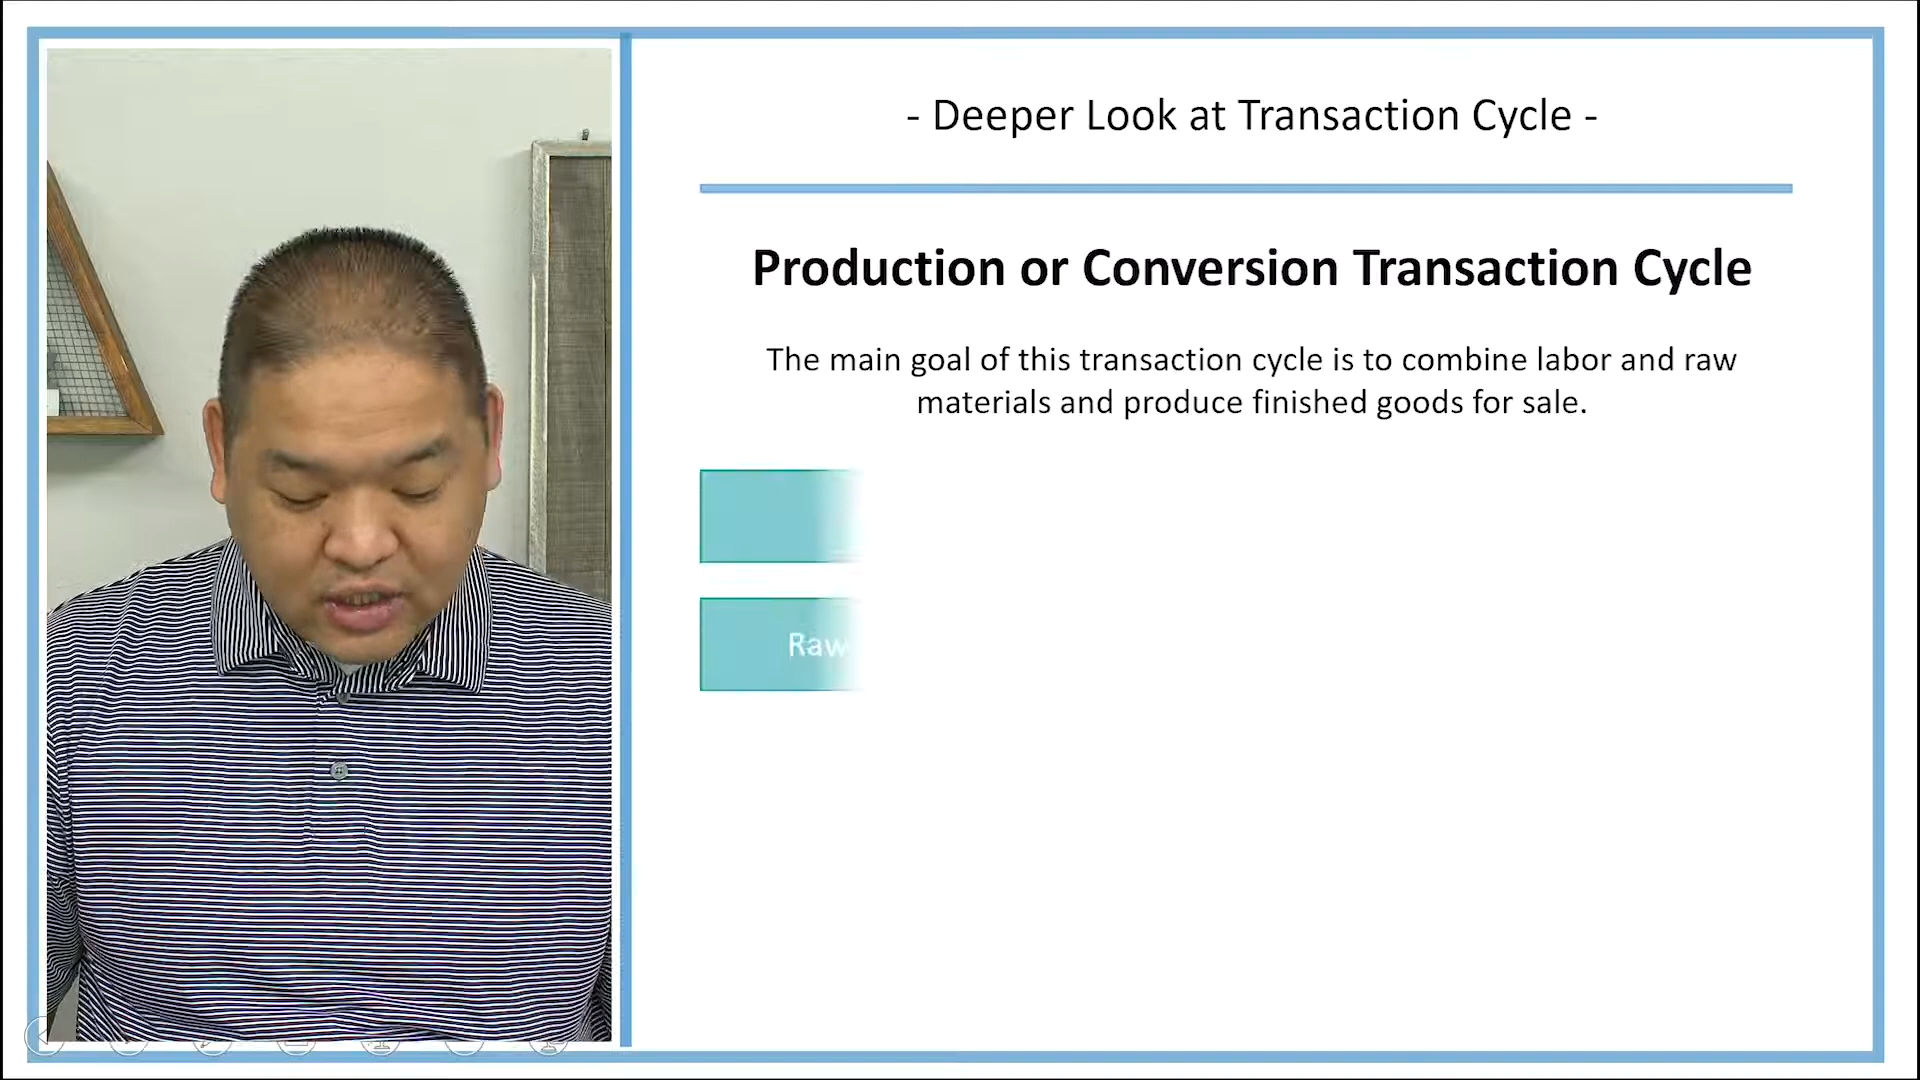 - Deeper Look at Transaction Cycle -
Production or Conversion Transaction Cycle
The main goal of this transaction cycle is to combine labor and raw
materials and produce finished goods for sale.
Raw